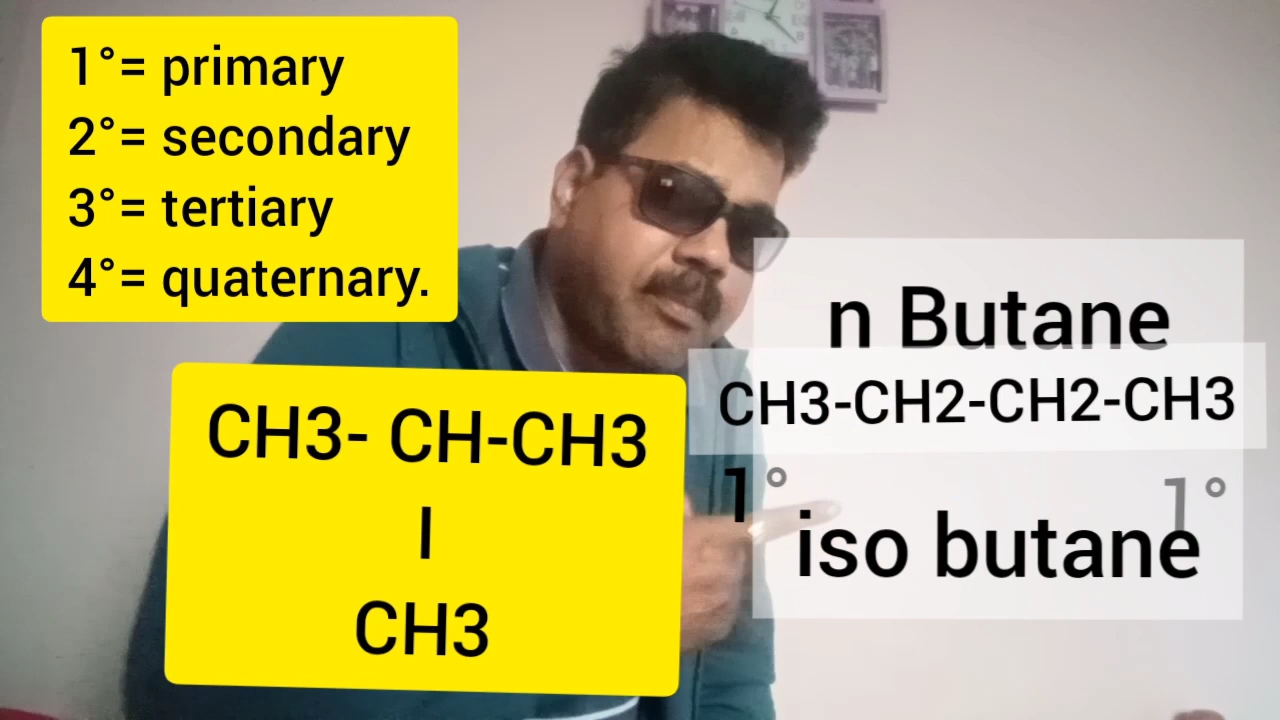 1°= primary
2°= secondary
3°= tertiary
4°= quaternary.
CH3- CH-CH3
I
CH3
n Butane
CH3-CH2-CH2-CH3
1° 1°
iso butane